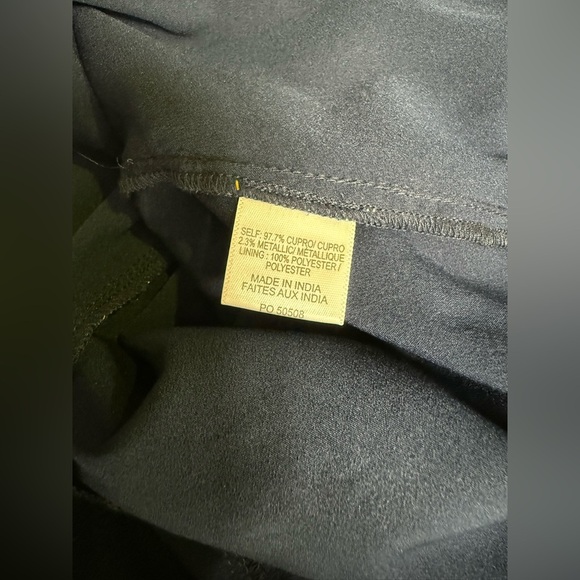 SELF: 97.7% CUPRO/ CUPRO
2.3% METALLIC/ METALLIQUE
LINING : 100% POLYESTER /
POLYESTER
MADE IN INDIA
FAITES AUX INDIA
PO 50508